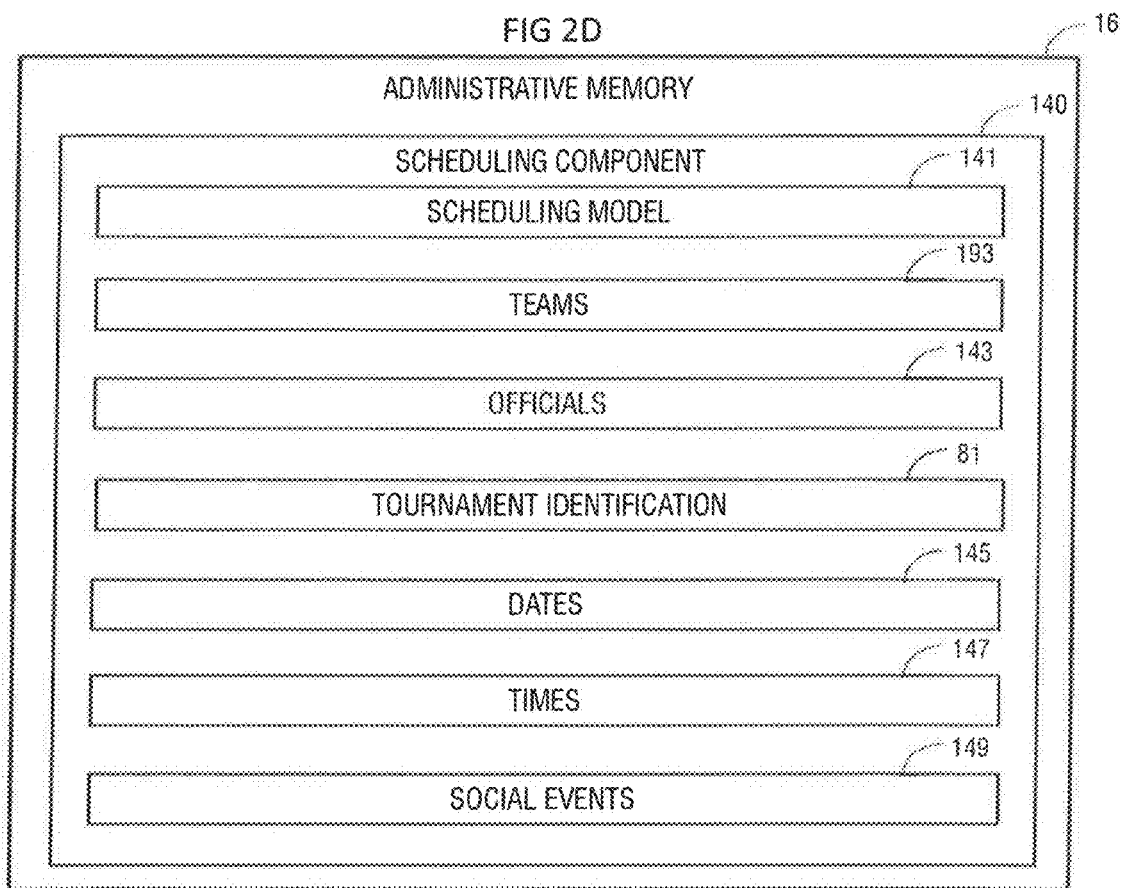 FIG 2D
16
ADMINISTRATIVE MEMORY
140
SCHEDULING COMPONENT
141
SCHEDULING MODEL
193
TEAMS
143
OFFICIALS
81
TOURNAMENT IDENTIFICATION
145
DATES
147
TIMES
149
SOCIAL EVENTS